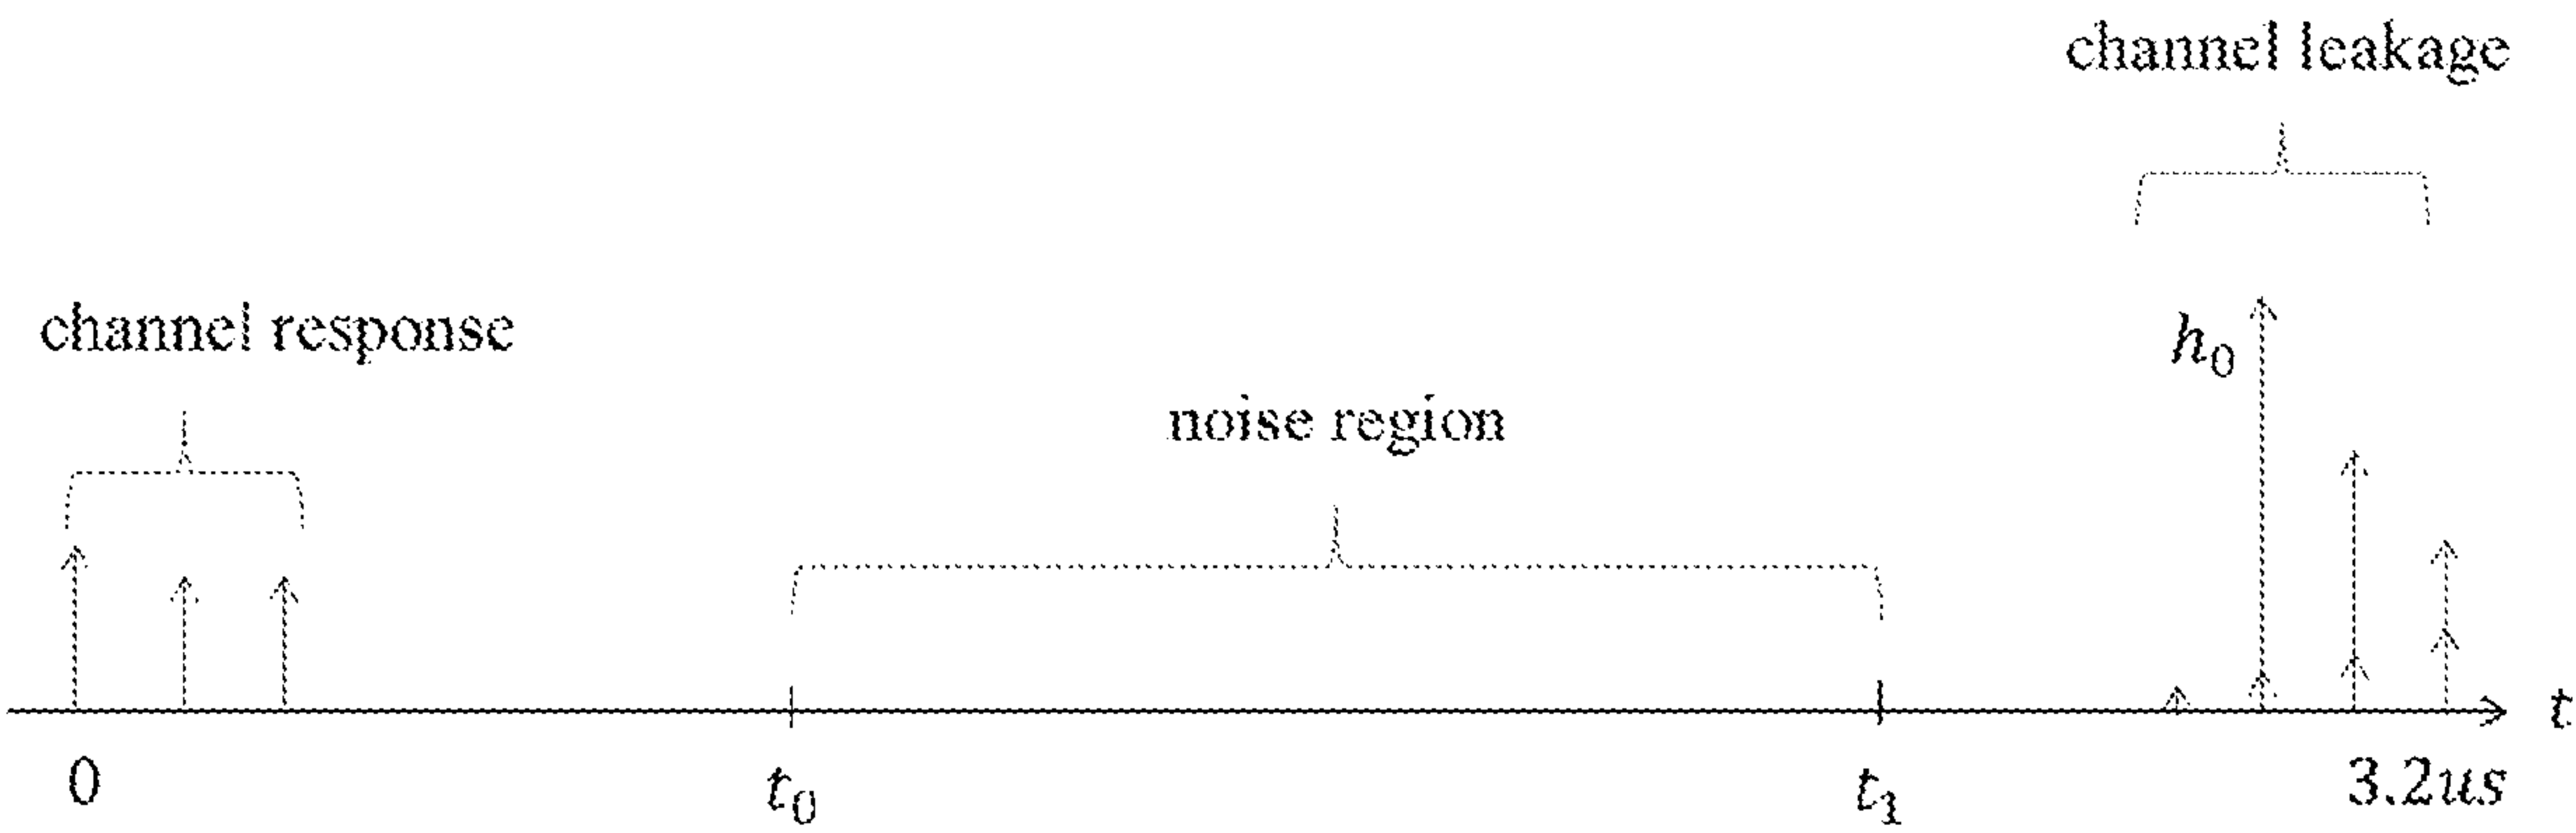 channel leakage
channel response
h₀
noise region
t
0
t₀
t₁
3.2us